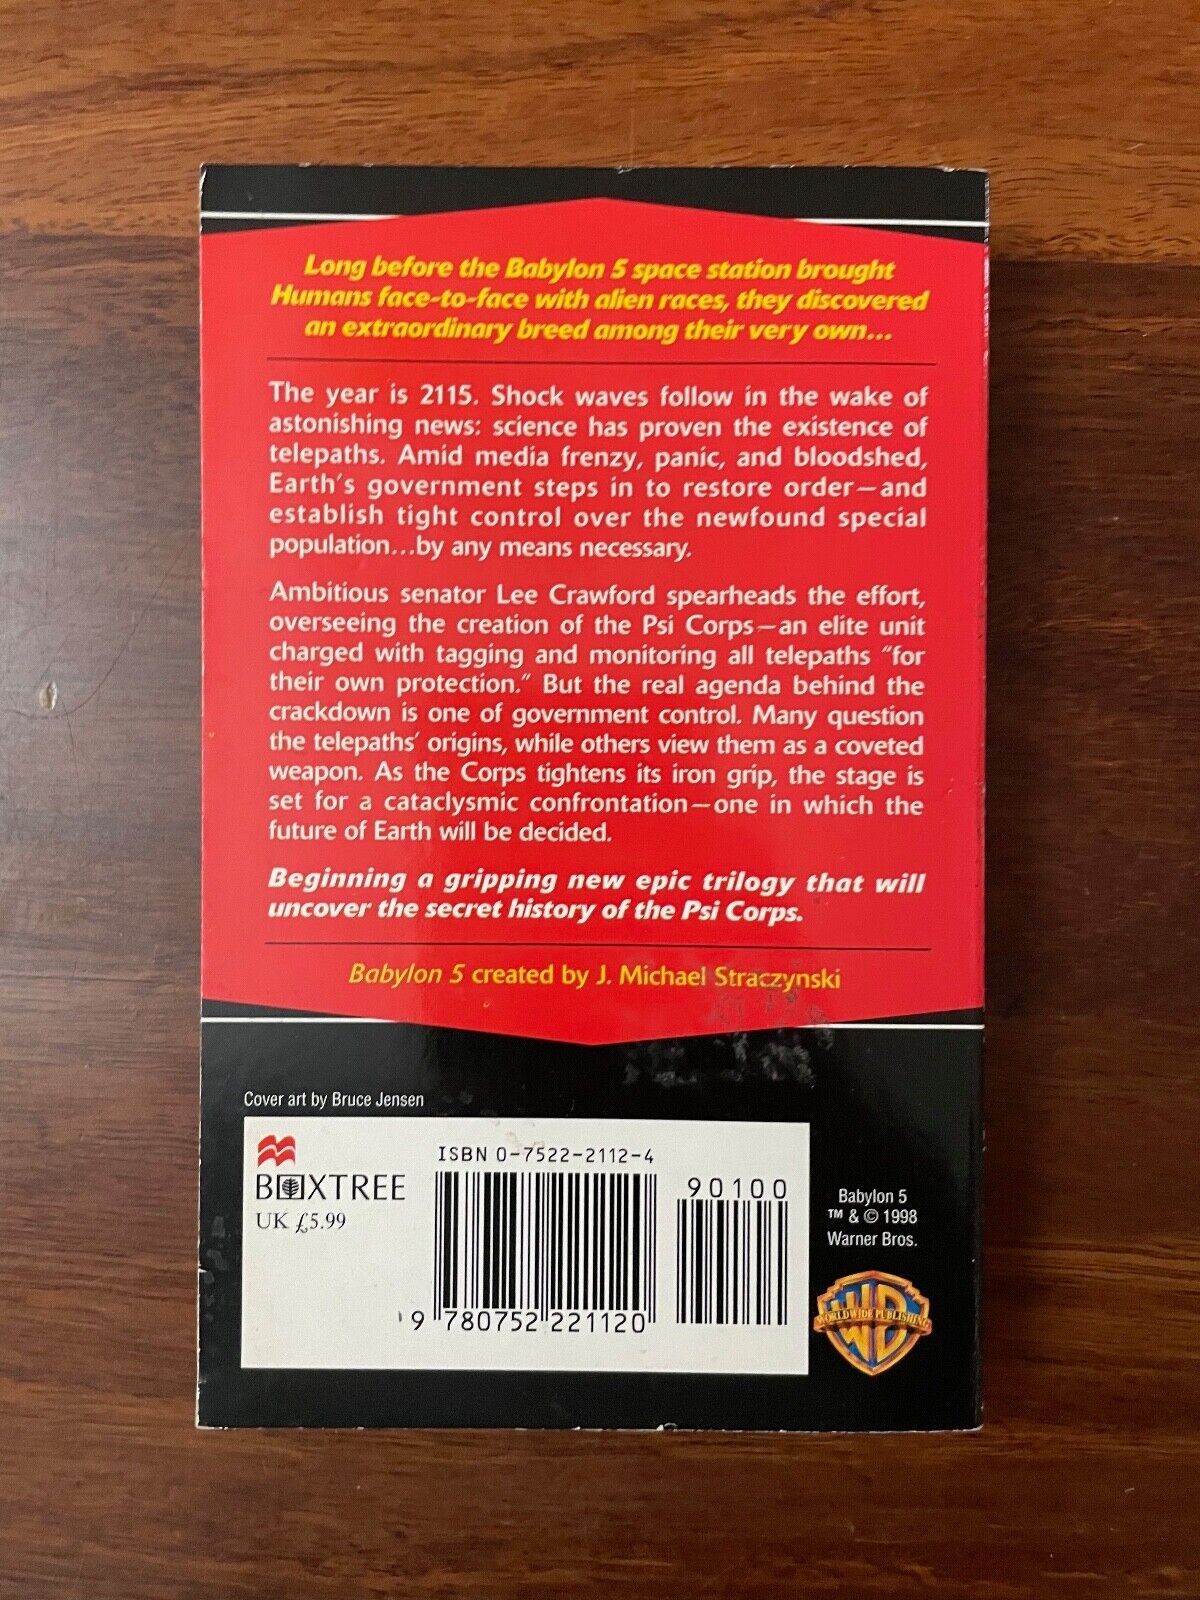 Long before the Babylon 5 space station brought
Humans face-to-face with alien races, they discovered
an extraordinary breed among their very own...
The year is 2115. Shock waves follow in the wake of
astonishing news: science has proven the existence of
telepaths. Amid media frenzy, panic, and bloodshed,
Earth's government steps in to restore order—and
establish tight control over the newfound special
population...by any means necessary.
Ambitious senator Lee Crawford spearheads the effort,
overseeing the creation of the Psi Corps—an elite unit
charged with tagging and monitoring all telepaths "for
their own protection." But the real agenda behind the
crackdown is one of government control. Many question
the telepaths' origins, while others view them as a coveted
weapon. As the Corps tightens its iron grip, the stage is
set for a cataclysmic confrontation—one in which the
future of Earth will be decided.
Beginning a gripping new epic trilogy that will
uncover the secret history of the Psi Corps.
Babylon 5 created by J. Michael Straczynski
Cover art by Bruce Jensen
BOXTREE
UK £5.99
ISBN 0-7522-2112-4
90100
9 780752 221120
Babylon 5
™ & © 1998
Warner Bros.
WB
WORLDWIDE PUBLISHING